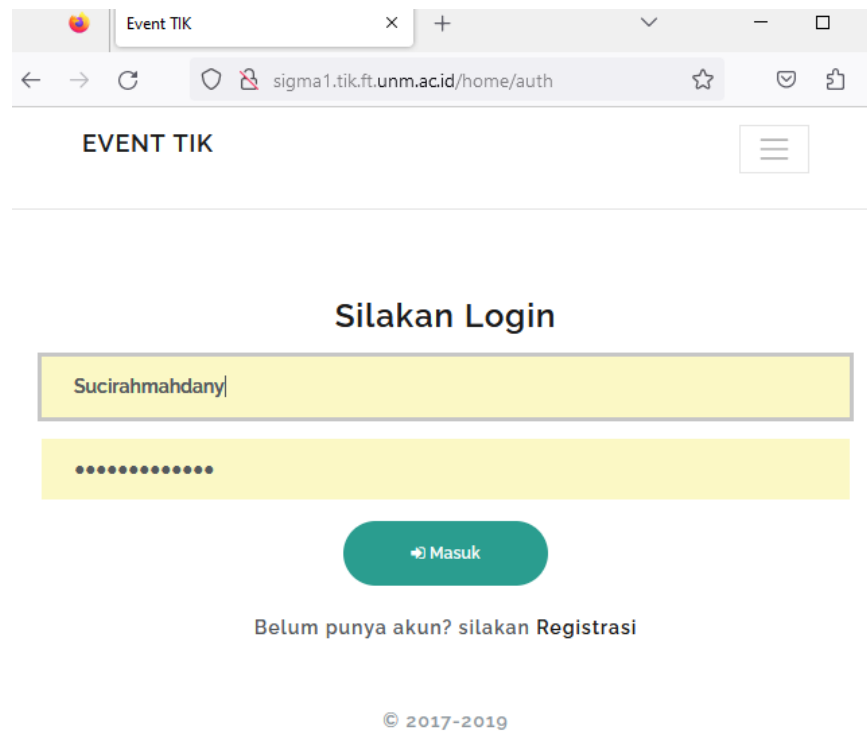 Event TIK
sigma1.tik.ft.unm.ac.id/home/auth
EVENT TIK
Silakan Login
Sucirahmahdany
•••••••••••••
Masuk
Belum punya akun? silakan Registrasi
© 2017-2019